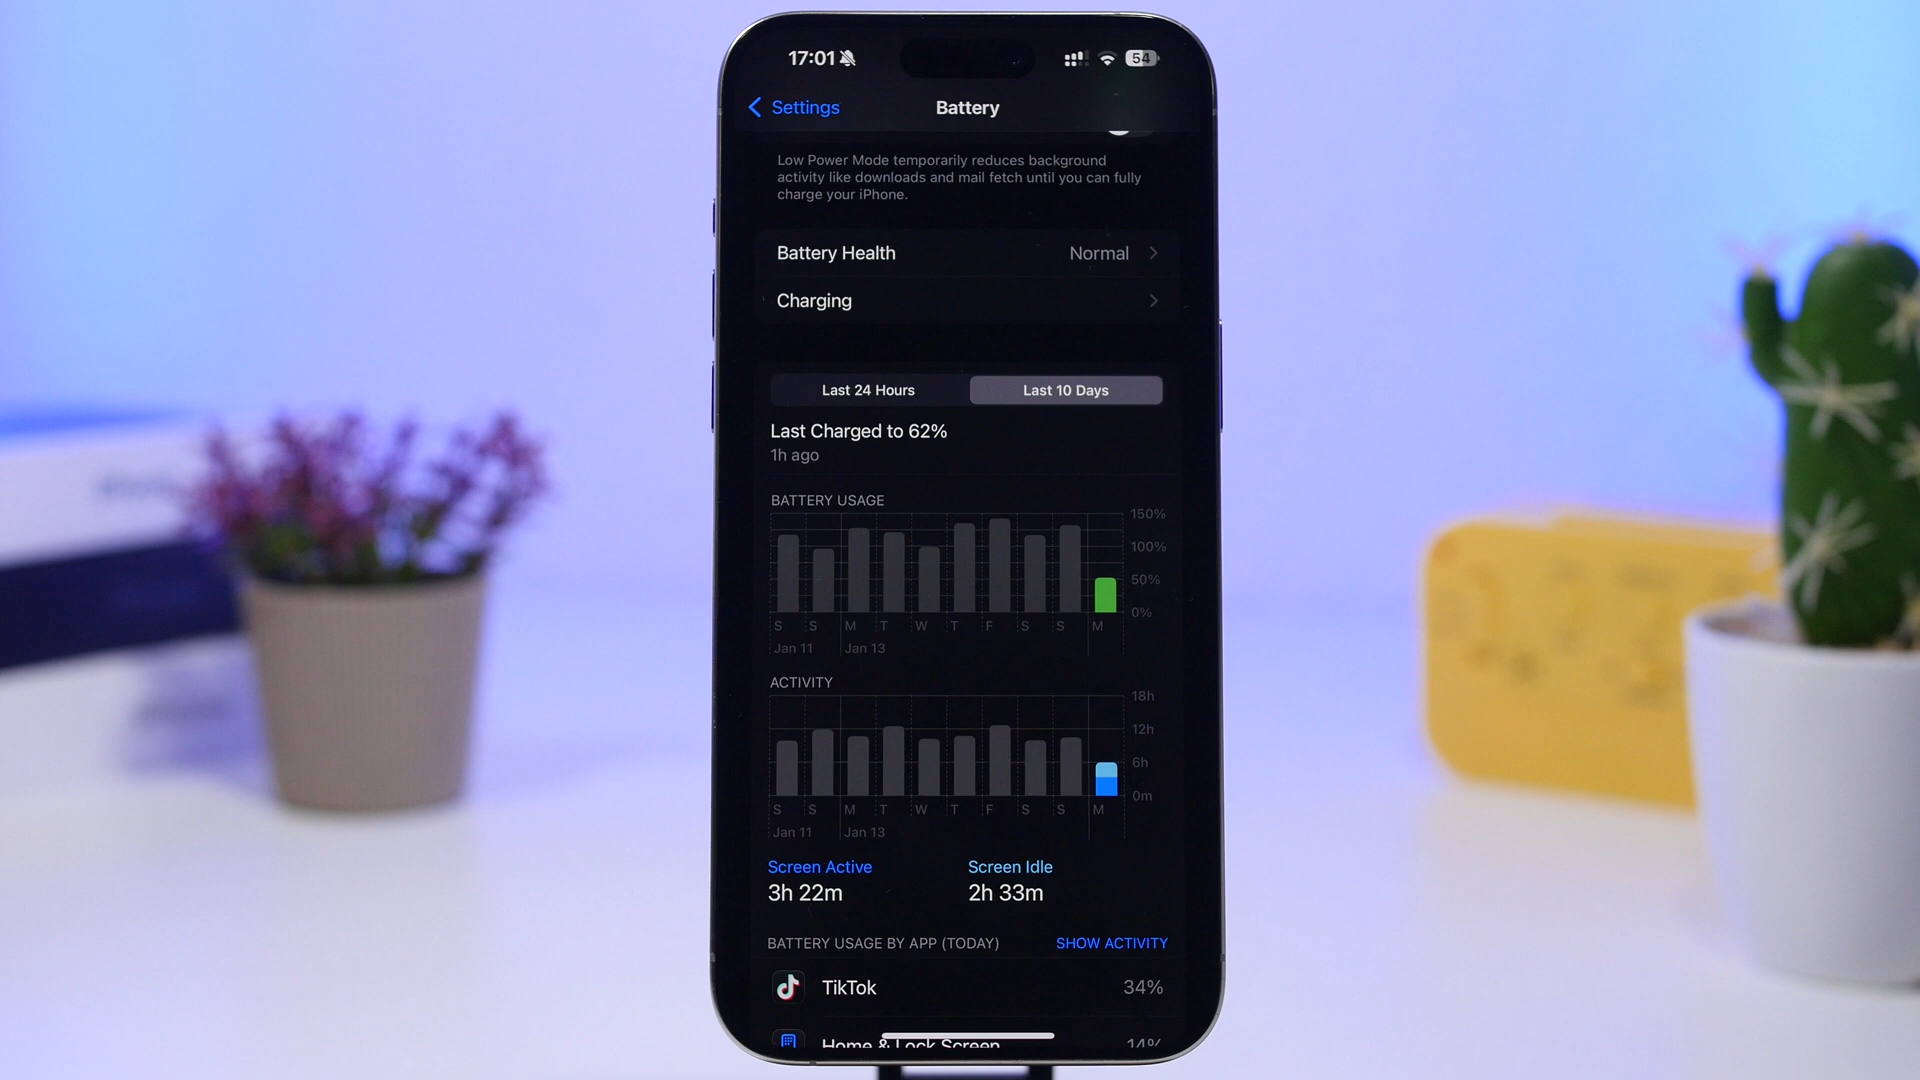 17:01 54
Settings Battery
Low Power Mode temporarily reduces background
activity like downloads and mail fetch until you can fully
charge your iPhone.
Battery Health Normal
Charging
Last 24 Hours Last 10 Days
Last Charged to 62%
1h ago
BATTERY USAGE
150%
100%
50%
0%
S S M T W T F S S M
Jan 11 Jan 13
ACTIVITY
18h
12h
6h
0m
S S M T W T F S S M
Jan 11 Jan 13
Screen Active Screen Idle
3h 22m 2h 33m
BATTERY USAGE BY APP (TODAY) SHOW ACTIVITY
TikTok 34%
Home & Lock Screen 14%